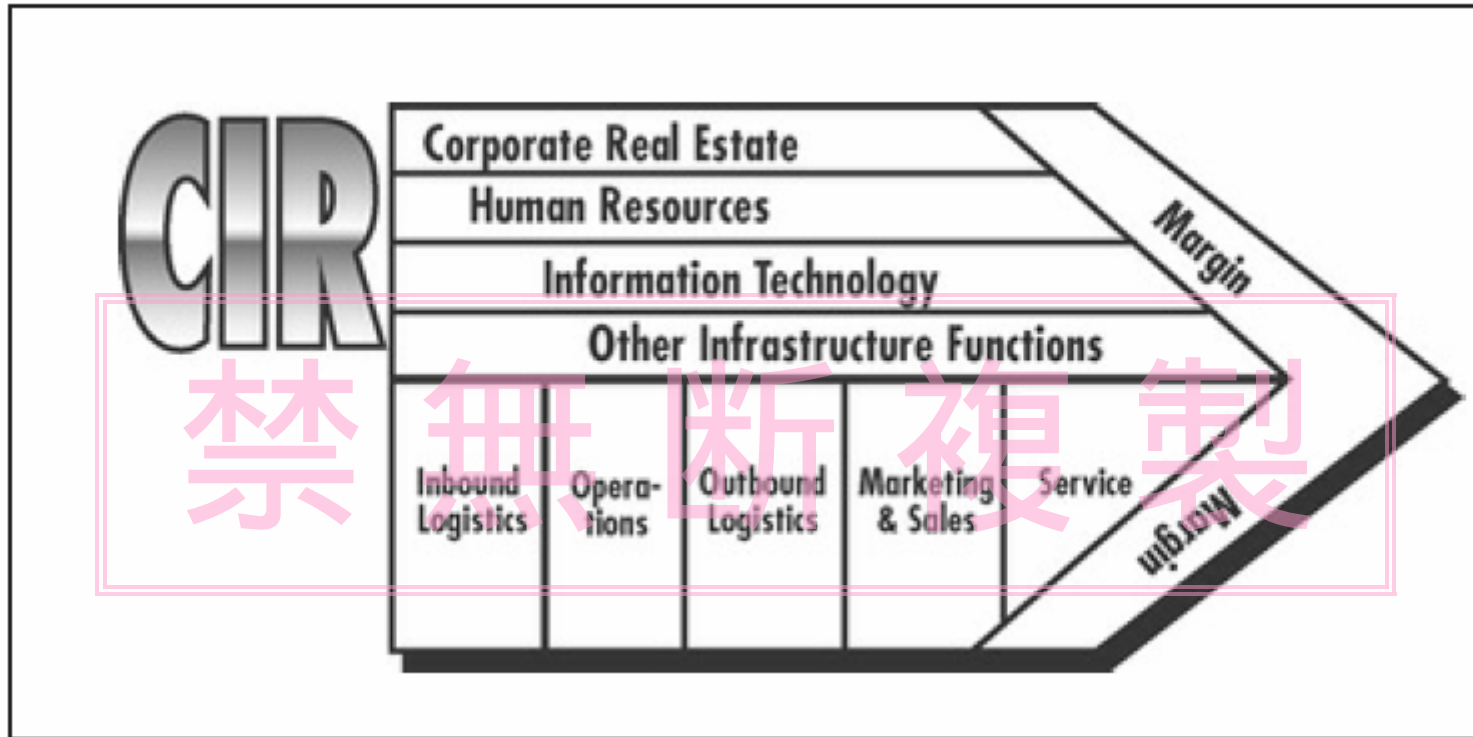 CIR
Corporate Real Estate
Human Resources
Information Technology
Other Infrastructure Functions
Margin
Inbound
Logistics
Opera-
tions
Outbound
Logistics
Marketing
& Sales
Service
Margin
禁無断複製